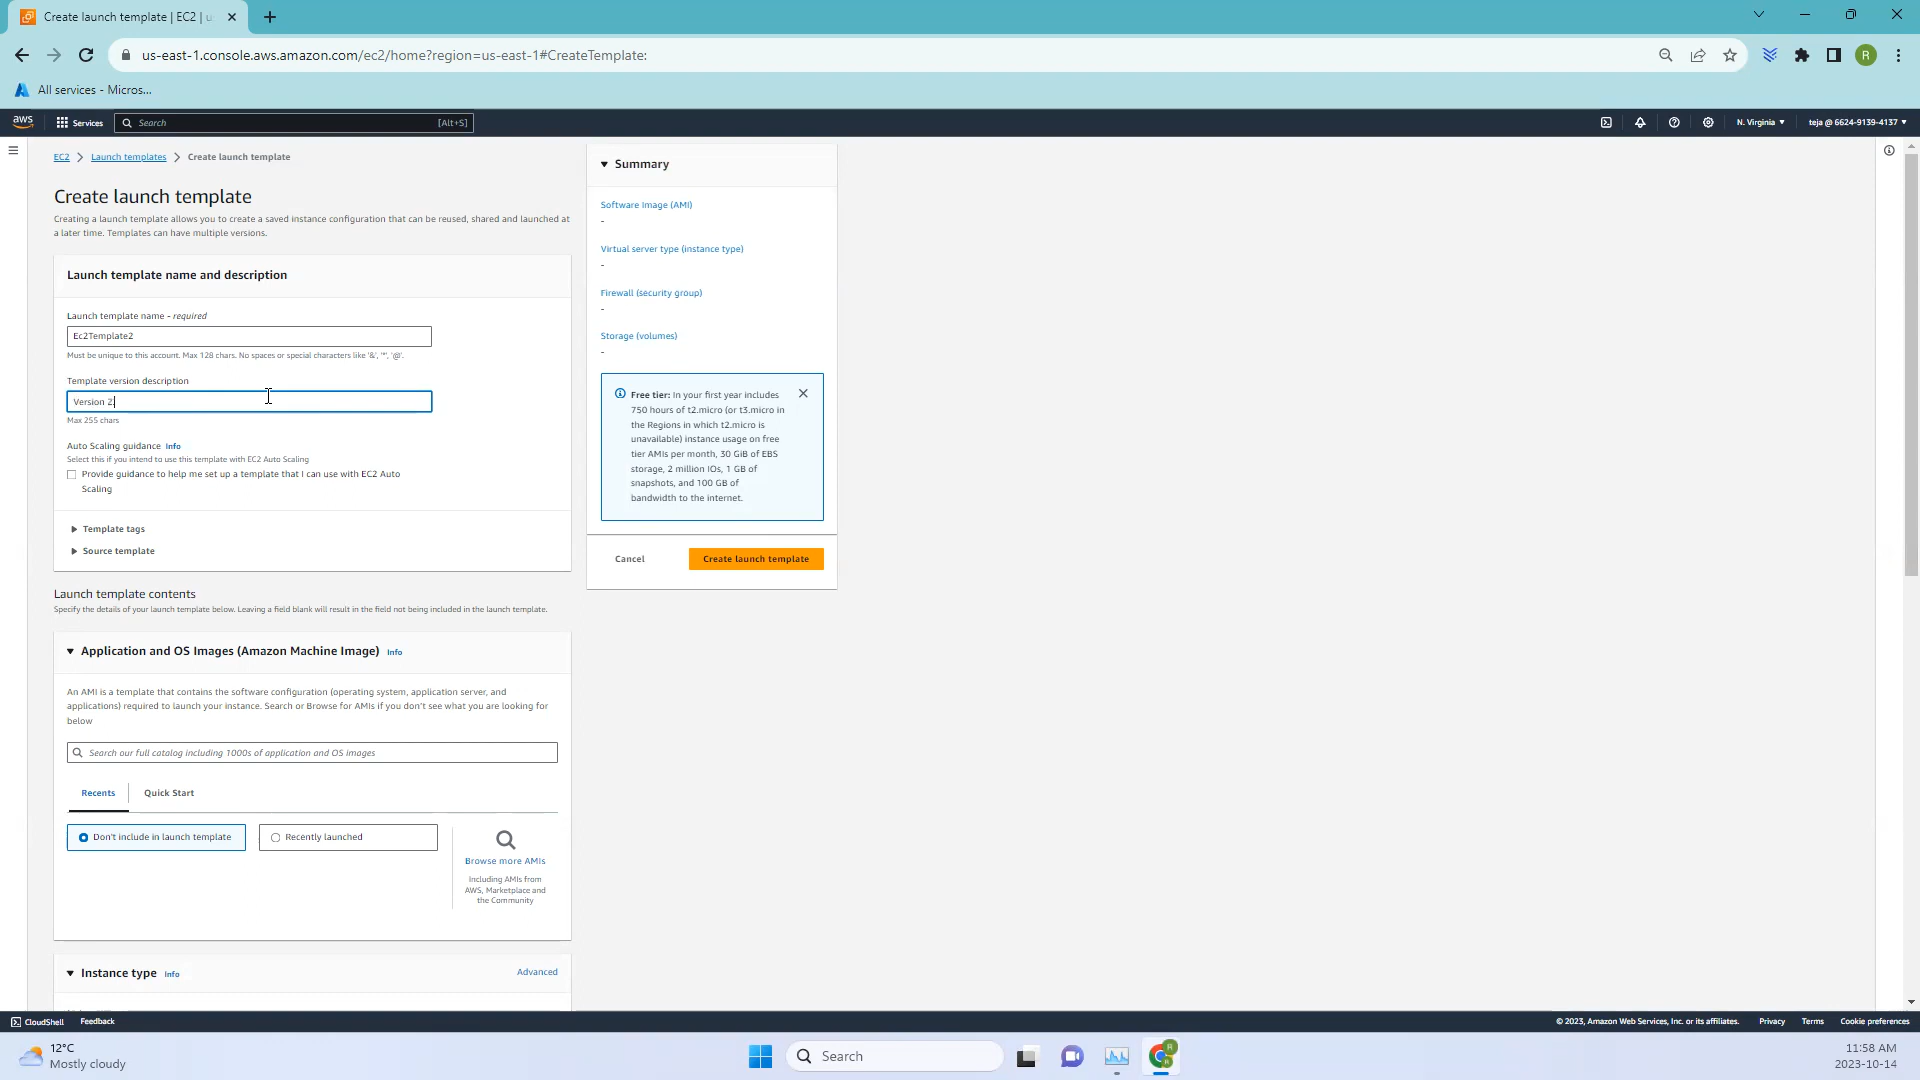 Create launch template | EC2 | u
us-east-1.console.aws.amazon.com/ec2/home?region=us-east-1#CreateTemplate:
R
All services - Micros...
aws
Services
Search
[Alt+S]
N. Virginia
teja @ 6624-9139-4137
EC2
Launch templates
Create launch template
Create launch template
Creating a launch template allows you to create a saved instance configuration that can be reused, shared and launched at
a later time. Templates can have multiple versions.
Launch template name and description
Launch template name - required
Ec2Template2
Must be unique to this account. Max 128 chars. No spaces or special characters like '&', '*', '@'.
Template version description
Version 2
Max 255 chars
Auto Scaling guidance Info
Select this if you intend to use this template with EC2 Auto Scaling
Provide guidance to help me set up a template that I can use with EC2 Auto
Scaling
Template tags
Source template
Launch template contents
Specify the details of your launch template below. Leaving a field blank will result in the field not being included in the launch template.
Application and OS Images (Amazon Machine Image) Info
An AMI is a template that contains the software configuration (operating system, application server, and
applications) required to launch your instance. Search or Browse for AMIs if you don't see what you are looking for
below
Search our full catalog including 1000s of application and OS images
Recents
Quick Start
Don't include in launch template
Recently launched
Browse more AMIs
Including AMIs from
AWS, Marketplace and
the Community
Instance type Info
Advanced
Summary
Software Image (AMI)
-
Virtual server type (instance type)
-
Firewall (security group)
-
Storage (volumes)
-
Free tier: In your first year includes
750 hours of t2.micro (or t3.micro in
the Regions in which t2.micro is
unavailable) instance usage on free
tier AMIs per month, 30 GiB of EBS
storage, 2 million IOs, 1 GB of
snapshots, and 100 GB of
bandwidth to the internet.
Cancel
Create launch template
CloudShell
Feedback
© 2023, Amazon Web Services, Inc. or its affiliates.
Privacy
Terms
Cookie preferences
12°C
Mostly cloudy
Search
R
R
11:58 AM
2023-10-14